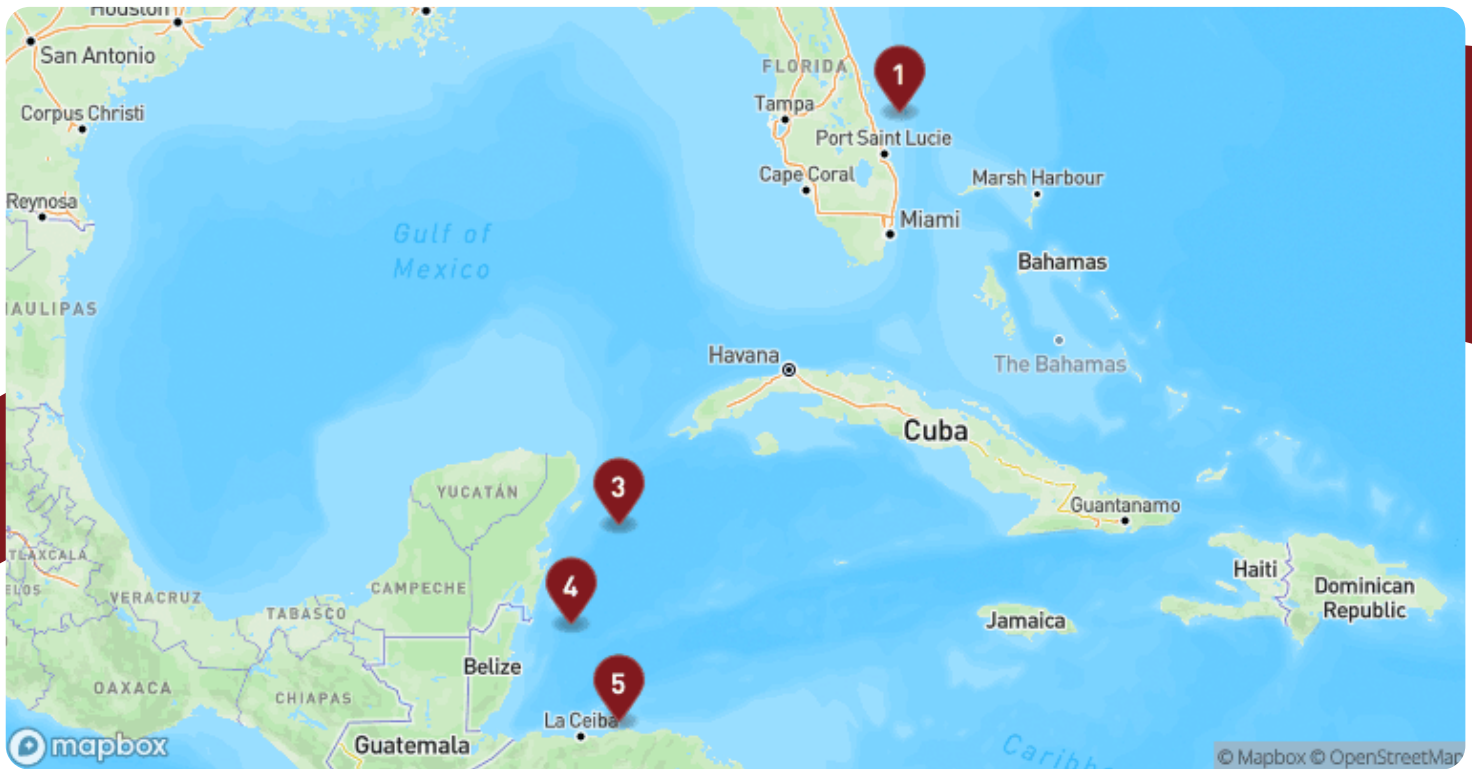 Houston
San Antonio
FLORIDA
1
Tampa
Corpus Christi
Port Saint Lucie
Cape Coral
Marsh Harbour
Reynosa
Miami
Gulf of
Mexico
Bahamas
AULIPAS
Havana
The Bahamas
Cuba
3
YUCATÁN
Guantanamo
TLAXCALA
Haiti
4
CAMPECHE
Dominican
Republic
ELOS
VERACRUZ
TABASCO
Jamaica
Belize
5
OAXACA
CHIAPAS
La Ceiba
Guatemala
mapbox
Caribb
© Mapbox © OpenStreetMap